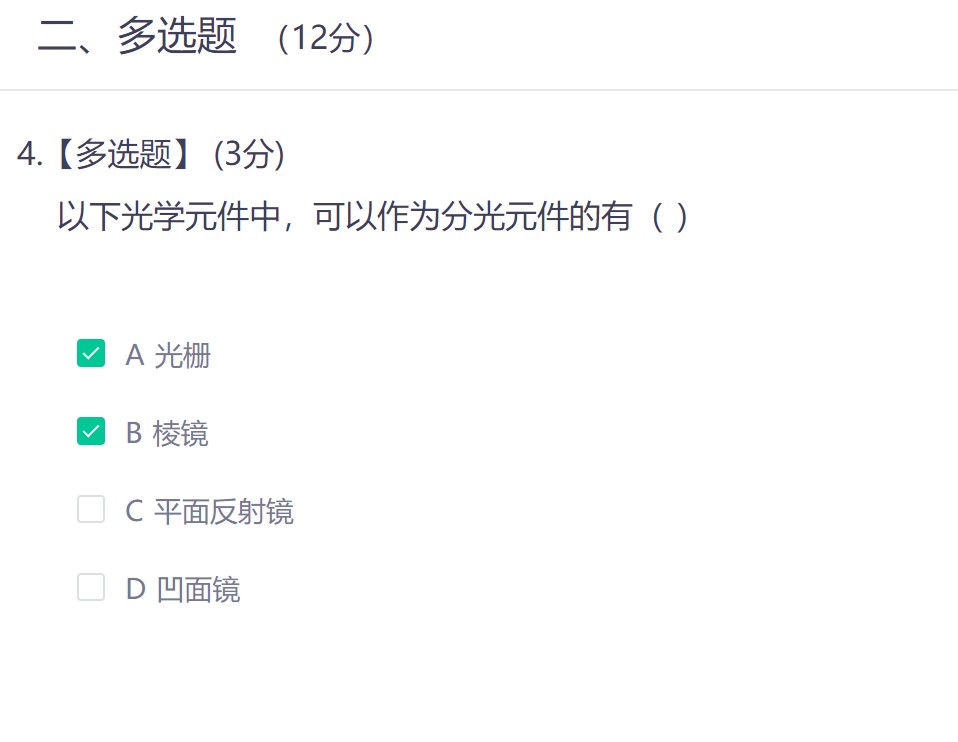 二、多选题 （12分）
4.【多选题】 (3分)
以下光学元件中，可以作为分光元件的有（ ）
A 光栅
B 棱镜
C 平面反射镜
D 凹面镜